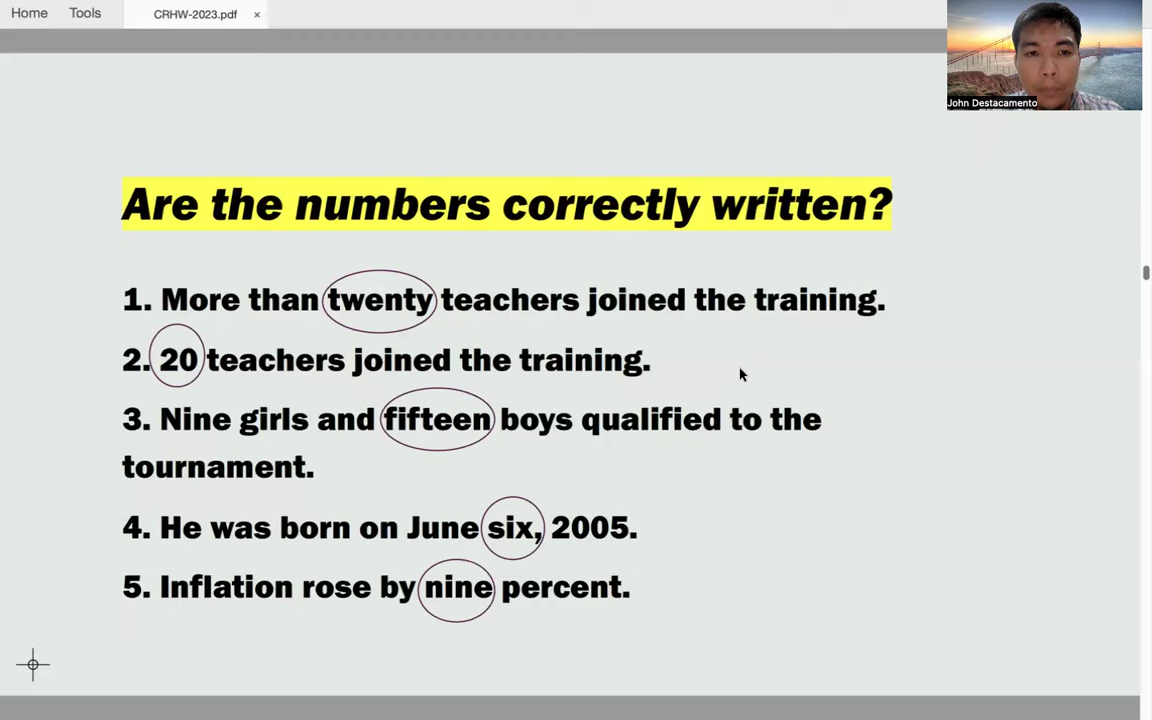 Home Tools CRHW-2023.pdf ×
John Destacamento
Are the numbers correctly written?
1. More than twenty teachers joined the training.
2. 20 teachers joined the training.
3. Nine girls and fifteen boys qualified to the
tournament.
4. He was born on June six, 2005.
5. Inflation rose by nine percent.